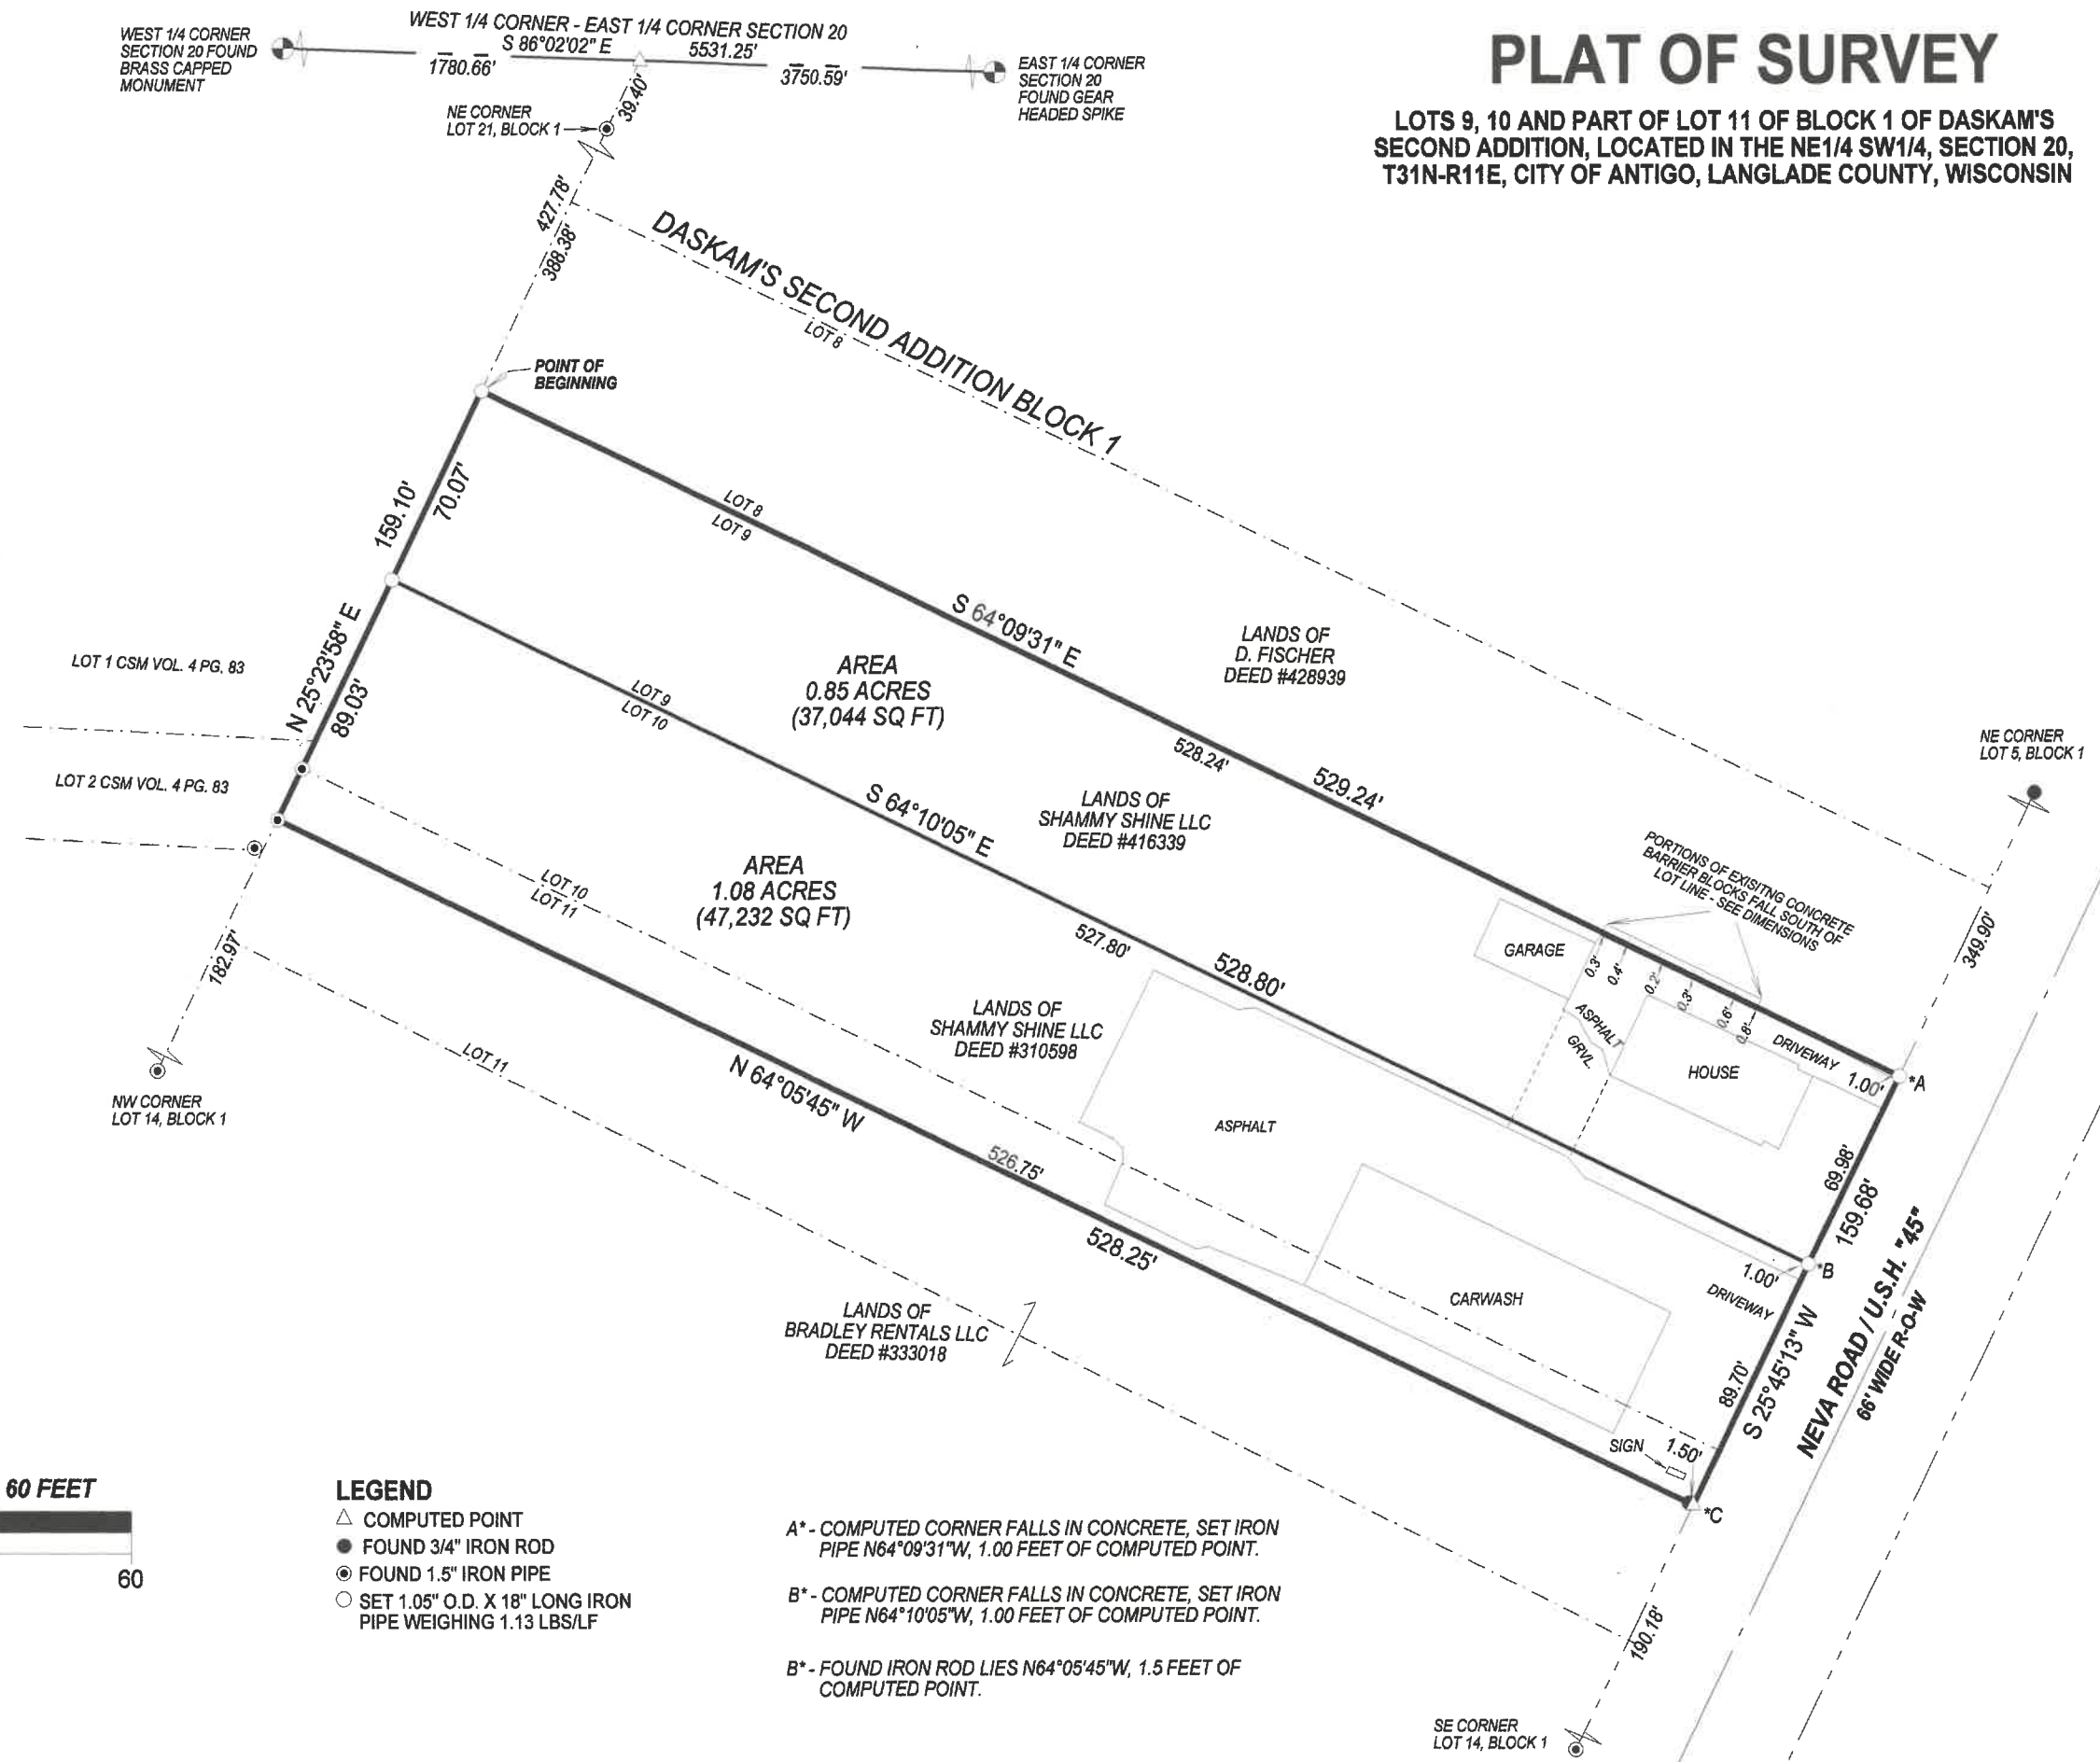 PLAT OF SURVEY
LOTS 9, 10 AND PART OF LOT 11 OF BLOCK 1 OF DASKAM'S
SECOND ADDITION, LOCATED IN THE NE1/4 SW1/4, SECTION 20,
T31N-R11E, CITY OF ANTIGO, LANGLADE COUNTY, WISCONSIN
WEST 1/4 CORNER
SECTION 20 FOUND
BRASS CAPPED
MONUMENT
WEST 1/4 CORNER - EAST 1/4 CORNER SECTION 20
S 86°02'02" E
5531.25'
1780.66'
3750.59'
EAST 1/4 CORNER
SECTION 20
FOUND GEAR
HEADED SPIKE
39.40'
NE CORNER
LOT 21, BLOCK 1
427.78'
388.38'
DASKAM'S SECOND ADDITION BLOCK 1
LOT 8
POINT OF
BEGINNING
159.10'
70.07'
LOT 8
LOT 9
S 64°09'31" E
LANDS OF
D. FISCHER
DEED #428939
AREA
0.85 ACRES
(37,044 SQ FT)
N 25°23'58" E
89.03'
LOT 1 CSM VOL. 4 PG. 83
LOT 2 CSM VOL. 4 PG. 83
LOT 9
LOT 10
528.24'
529.24'
S 64°10'05" E
LANDS OF
SHAMMY SHINE LLC
DEED #416339
NE CORNER
LOT 5, BLOCK 1
PORTIONS OF EXISITNG CONCRETE
BARRIER BLOCKS FALL SOUTH OF
LOT LINE - SEE DIMENSIONS
349.90'
AREA
1.08 ACRES
(47,232 SQ FT)
LOT 10
LOT 11
527.80'
528.80'
GARAGE
0.3'
0.4'
0.2'
0.3'
0.6'
0.8'
ASPHALT
GRVL
HOUSE
DRIVEWAY
1.00'
*A
182.97'
LANDS OF
SHAMMY SHINE LLC
DEED #310598
LOT 11
NW CORNER
LOT 14, BLOCK 1
N 64°05'45" W
526.75'
528.25'
ASPHALT
69.98'
159.68'
1.00'
*B
DRIVEWAY
CARWASH
LANDS OF
BRADLEY RENTALS LLC
DEED #333018
89.70'
S 25°45'13" W
NEVA ROAD / U.S.H. "45"
66' WIDE R-O-W
SIGN
1.50'
*C
190.18'
SE CORNER
LOT 14, BLOCK 1
60 FEET
60
LEGEND
COMPUTED POINT
FOUND 3/4" IRON ROD
FOUND 1.5" IRON PIPE
SET 1.05" O.D. X 18" LONG IRON
PIPE WEIGHING 1.13 LBS/LF
A* - COMPUTED CORNER FALLS IN CONCRETE, SET IRON
PIPE N64°09'31"W, 1.00 FEET OF COMPUTED POINT.
B* - COMPUTED CORNER FALLS IN CONCRETE, SET IRON
PIPE N64°10'05"W, 1.00 FEET OF COMPUTED POINT.
B* - FOUND IRON ROD LIES N64°05'45"W, 1.5 FEET OF
COMPUTED POINT.